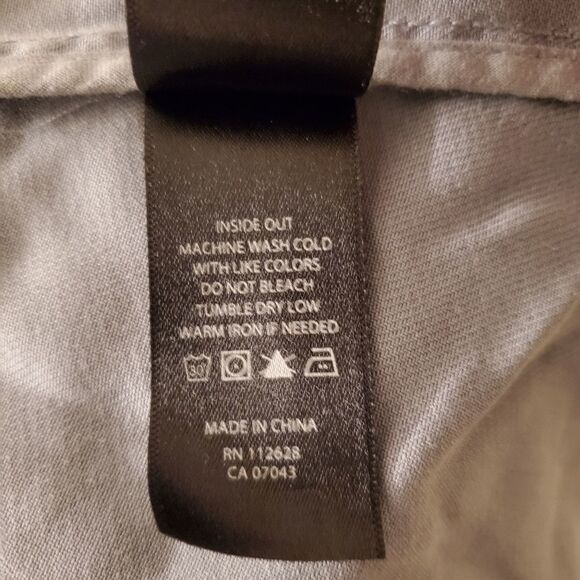 INSIDE OUT
MACHINE WASH COLD
WITH LIKE COLORS
DO NOT BLEACH
TUMBLE DRY LOW
WARM IRON IF NEEDED
30
MADE IN CHINA
RN 112628
CA 07043